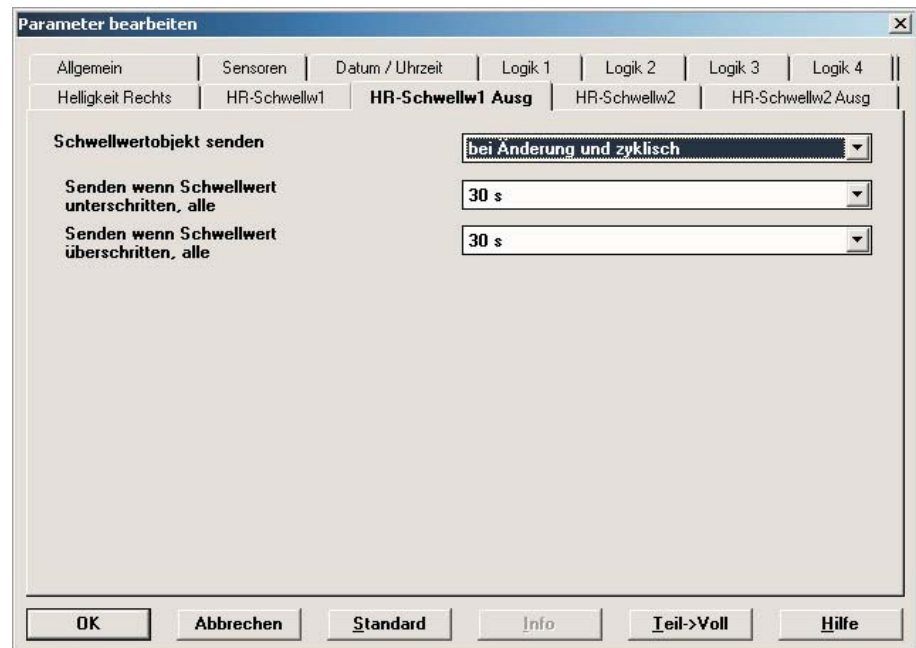 Parameter bearbeiten
Allgemein Sensoren Datum / Uhrzeit Logik 1 Logik 2 Logik 3 Logik 4
Helligkeit Rechts HR-Schwellw1 HR-Schwellw1 Ausg HR-Schwellw2 HR-Schwellw2 Ausg
Schwellwertobjekt senden bei Änderung und zyklisch
Senden wenn Schwellwert
unterschritten, alle 30 s
Senden wenn Schwellwert
überschritten, alle 30 s
OK Abbrechen Standard Info Teil->Voll Hilfe